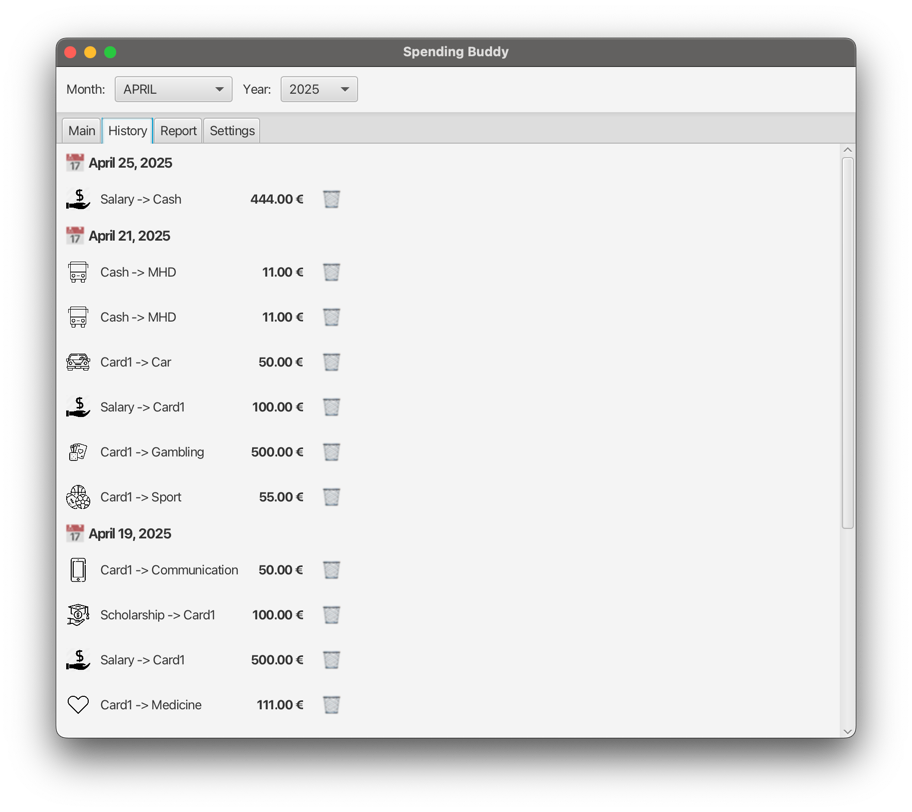 Spending Buddy
Month: APRIL Year: 2025
Main History Report Settings
17 April 25, 2025
Salary -> Cash 444.00 €
17 April 21, 2025
Cash -> MHD 11.00 €
Cash -> MHD 11.00 €
Card1 -> Car 50.00 €
Salary -> Card1 100.00 €
Card1 -> Gambling 500.00 €
Card1 -> Sport 55.00 €
17 April 19, 2025
Card1 -> Communication 50.00 €
Scholarship -> Card1 100.00 €
Salary -> Card1 500.00 €
Card1 -> Medicine 111.00 €